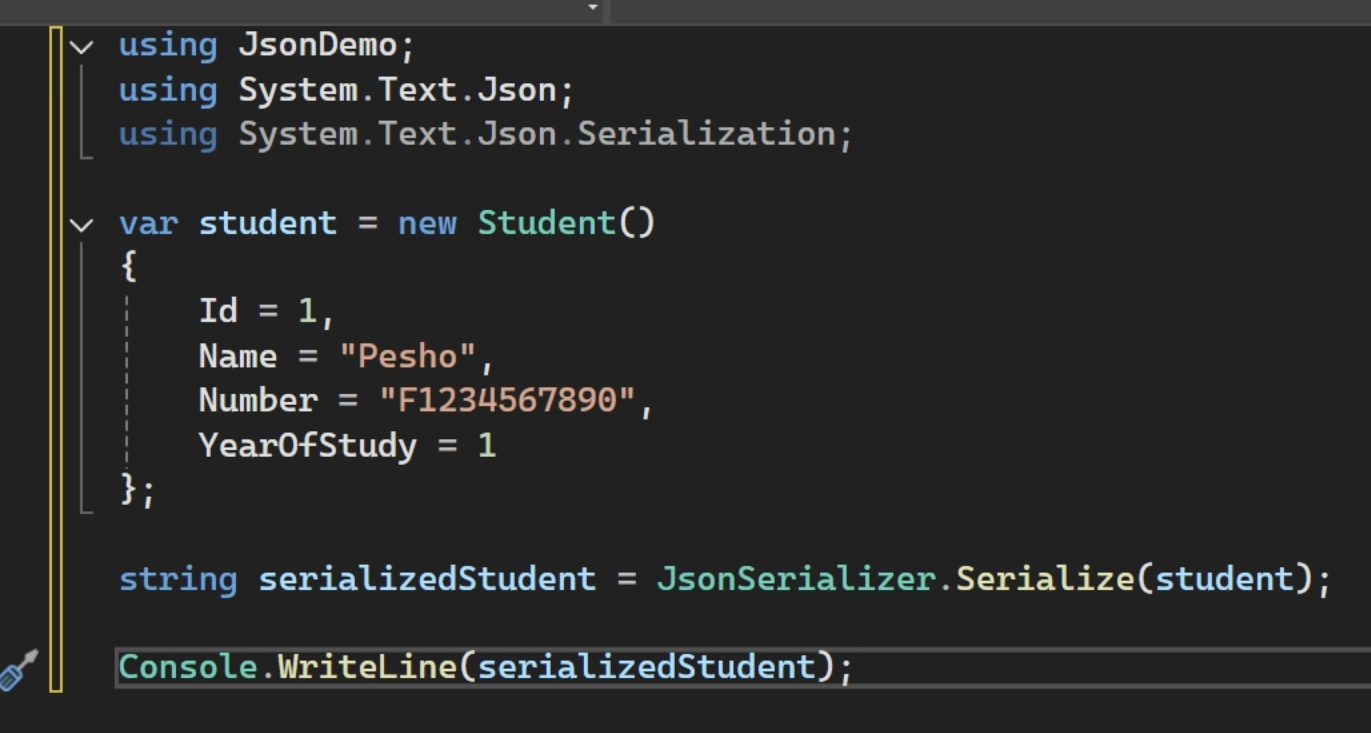 using JsonDemo;
using System.Text.Json;
using System.Text.Json.Serialization;
var student = new Student()
{
Id = 1,
Name = "Pesho",
Number = "F1234567890",
YearOfStudy = 1
};
string serializedStudent = JsonSerializer.Serialize(student);
Console.WriteLine(serializedStudent);